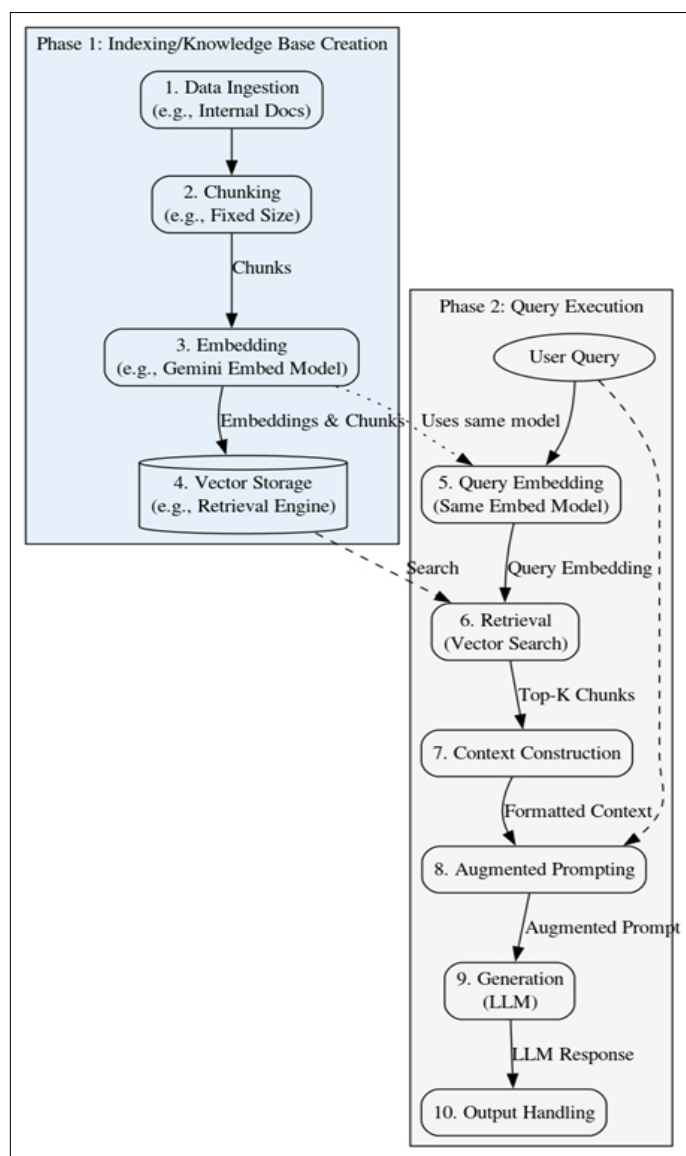 Phase 1: Indexing/Knowledge Base Creation
1. Data Ingestion
(e.g., Internal Docs)
2. Chunking
(e.g., Fixed Size)
Chunks
3. Embedding
(e.g., Gemini Embed Model)
Embeddings & Chunks
4. Vector Storage
(e.g., Retrieval Engine)
Phase 2: Query Execution
User Query
Uses same model
5. Query Embedding
(Same Embed Model)
Search
Query Embedding
6. Retrieval
(Vector Search)
Top-K Chunks
7. Context Construction
Formatted Context
8. Augmented Prompting
Augmented Prompt
9. Generation
(LLM)
LLM Response
10. Output Handling